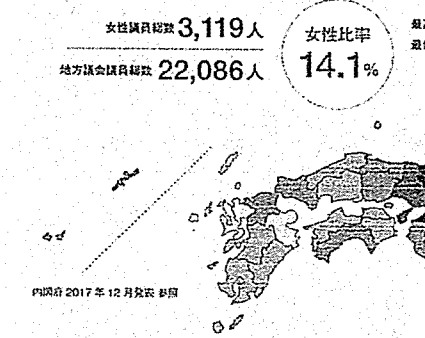 女性議員総数 3,119人
地方議会議員総数 22,086人
女性比率
14.1%
最
最
内閣府 2017年12月発表 参照